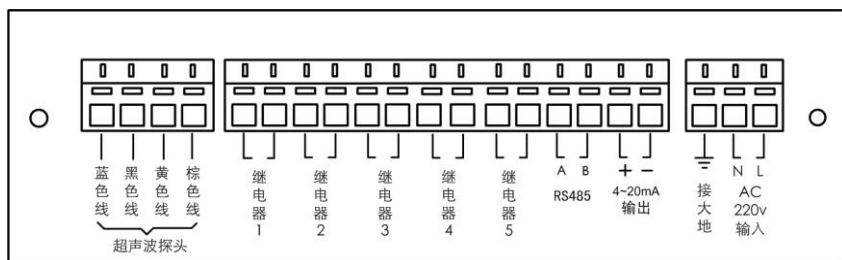 蓝色线
黑色线
黄色线
棕色线
超声波探头
继电器1
继电器2
继电器3
继电器4
继电器5
A B
RS485
+ −
4~20mA
输出
接大地
N L
AC
220v
输入